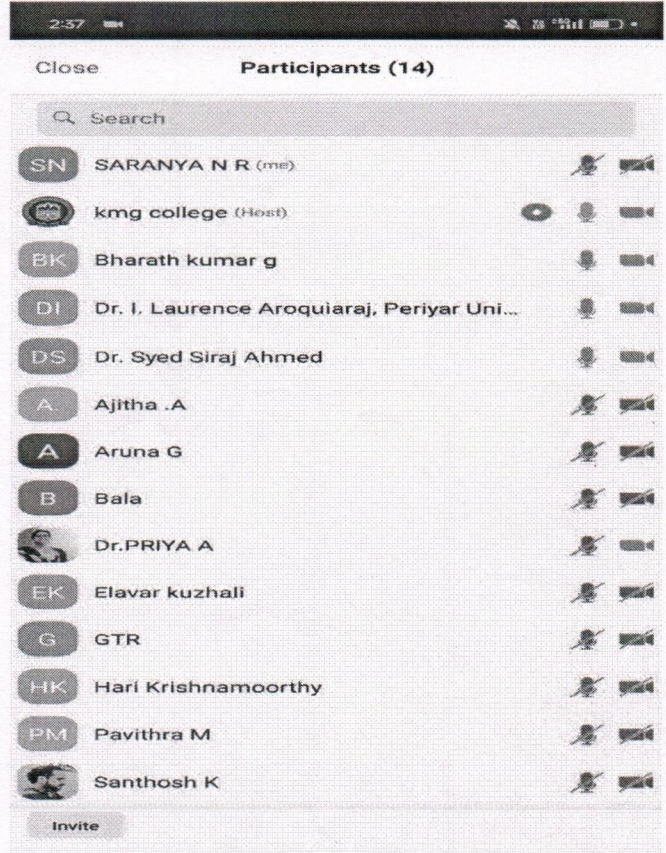 2:37
Close Participants (14)
Search
SN SARANYA N R (me)
kmg college (Host)
BK Bharath kumar g
DI Dr. I. Laurence Aroquiaraj, Periyar Uni...
DS Dr. Syed Siraj Ahmed
A. Ajitha .A
A Aruna G
B Bala
Dr.PRIYA A
EK Elavar kuzhali
G GTR
HK Hari Krishnamoorthy
PM Pavithra M
Santhosh K
Invite